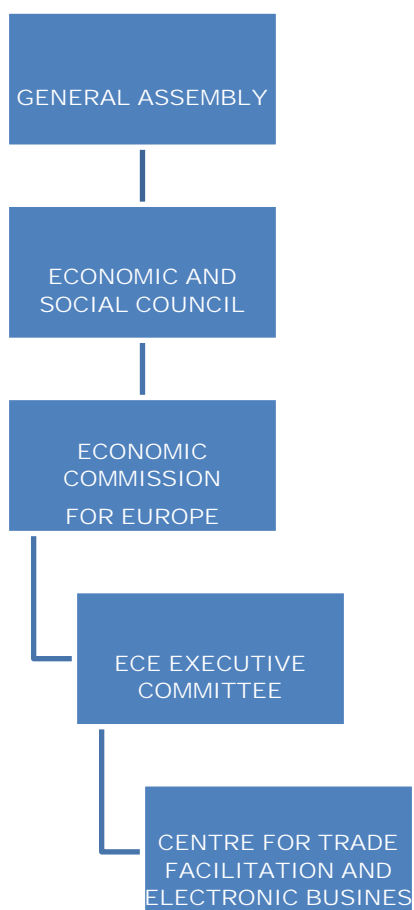 GENERAL ASSEMBLY
ECONOMIC AND
SOCIAL COUNCIL
ECONOMIC
COMMISSION
FOR EUROPE
ECE EXECUTIVE
COMMITTEE
CENTRE FOR TRADE
FACILITATION AND
ELECTRONIC BUSINES